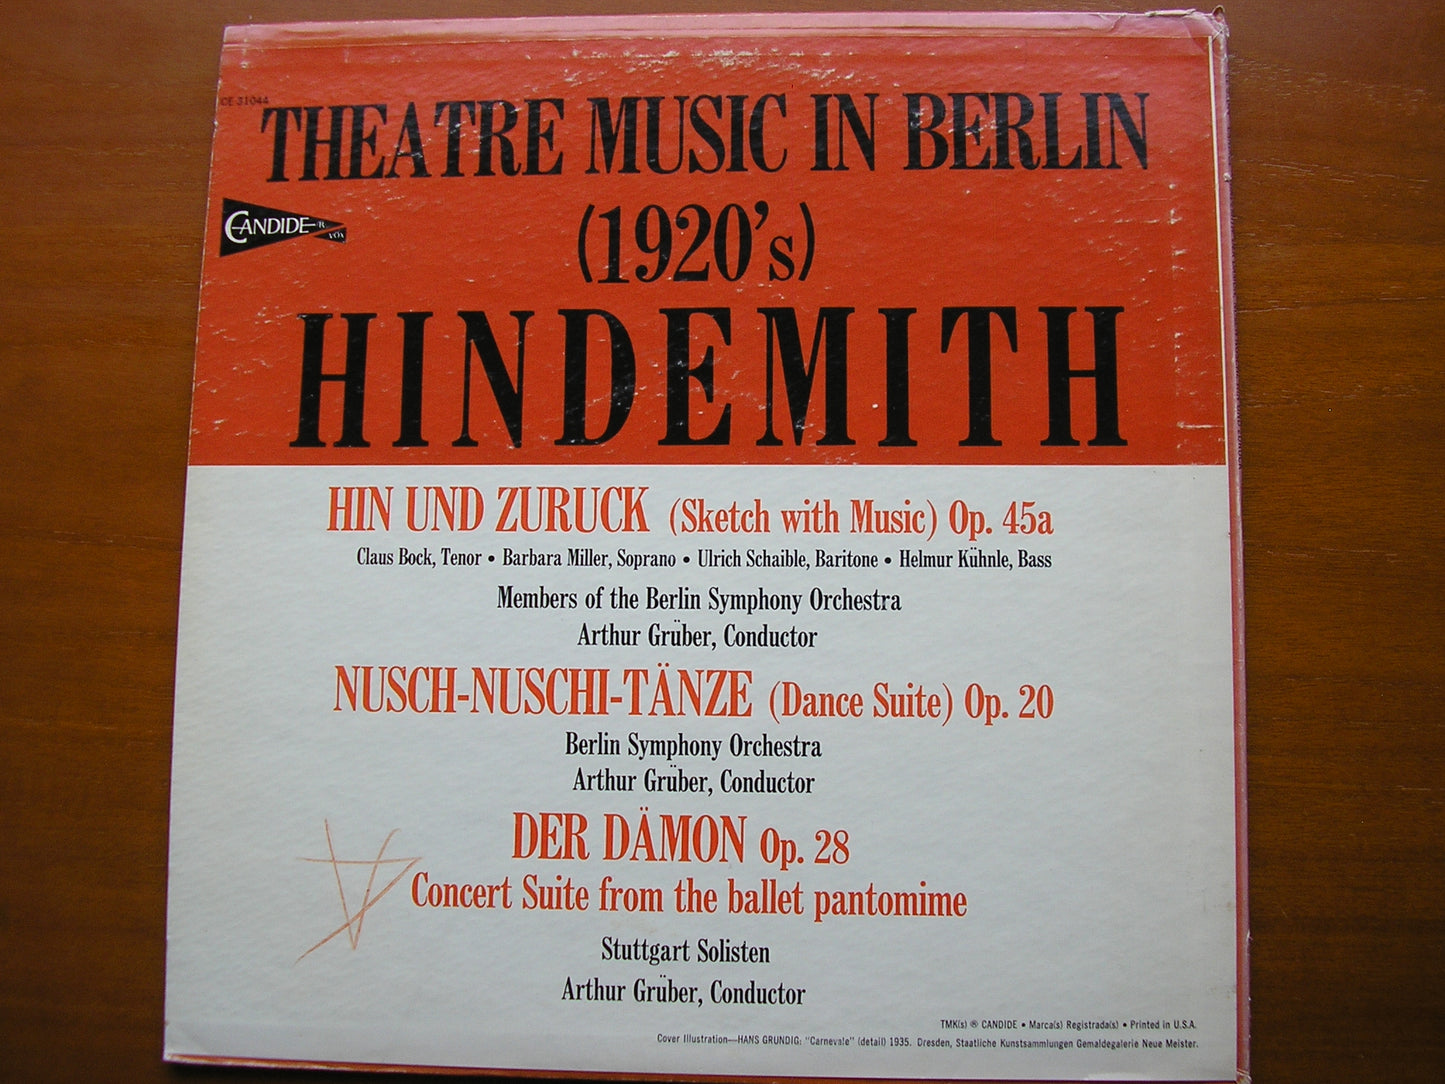 CE 31044
THEATRE MUSIC IN BERLIN
CANDIDE ®
VOX
(1920's)
HINDEMITH
HIN UND ZURUCK (Sketch with Music) Op. 45a
Claus Bock, Tenor • Barbara Miller, Soprano • Ulrich Schaible, Baritone • Helmur Kühnle, Bass
Members of the Berlin Symphony Orchestra
Arthur Grüber, Conductor
NUSCH-NUSCHI-TÄNZE (Dance Suite) Op. 20
Berlin Symphony Orchestra
Arthur Grüber, Conductor
DER DÄMON Op. 28
Concert Suite from the ballet pantomime
Stuttgart Solisten
Arthur Grüber, Conductor
TMK(s) ® CANDIDE • Marca(s) Registrada(s) • Printed in U.S.A.
Cover Illustration—HANS GRUNDIG: "Carnevale" (detail) 1935. Dresden, Staatliche Kunstsammlungen Gemaldegalerie Neue Meister.